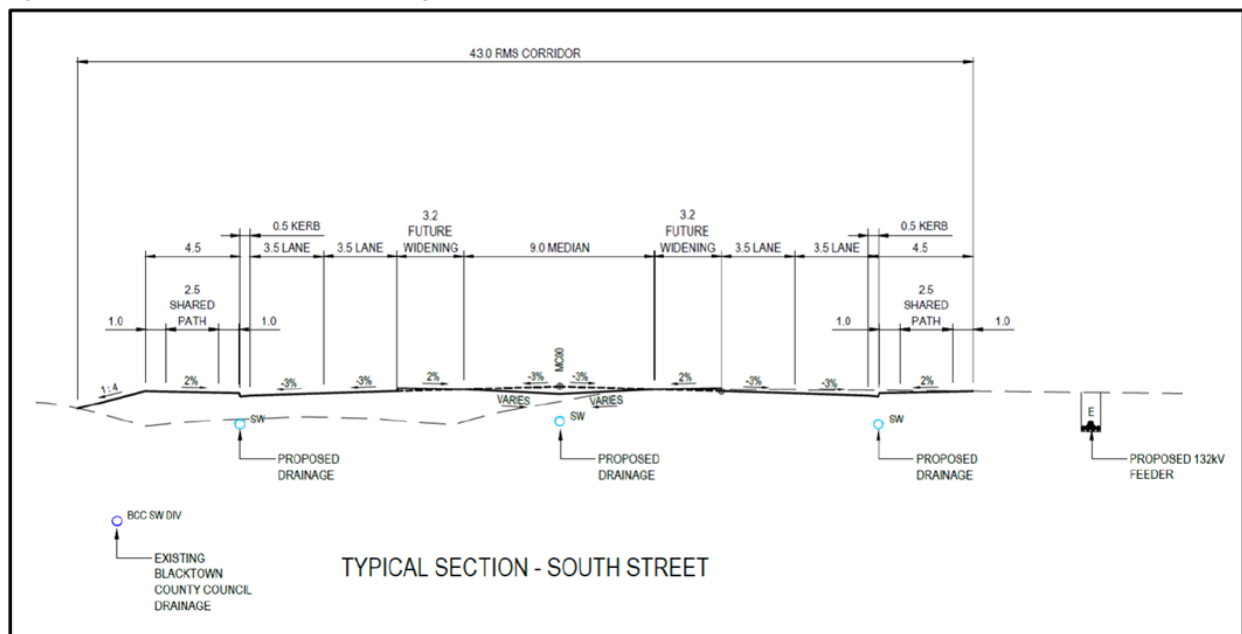 43.0 RMS CORRIDOR
3.2
FUTURE
WIDENING
3.2
FUTURE
WIDENING
0.5 KERB
0.5 KERB
4.5
3.5 LANE
3.5 LANE
9.0 MEDIAN
3.5 LANE
3.5 LANE
4.5
2.5
SHARED
PATH
2.5
SHARED
PATH
1.0
1.0
1.0
1.0
MC00
1:4
2%
-3%
-3%
2%
-3%
-3%
2%
-3%
-3%
2%
VARIES
VARIES
SW
SW
SW
E
PROPOSED
DRAINAGE
PROPOSED
DRAINAGE
PROPOSED
DRAINAGE
PROPOSED 132kV
FEEDER
BCC SW DIV
EXISTING
BLACKTOWN
COUNTY COUNCIL
DRAINAGE
TYPICAL SECTION - SOUTH STREET